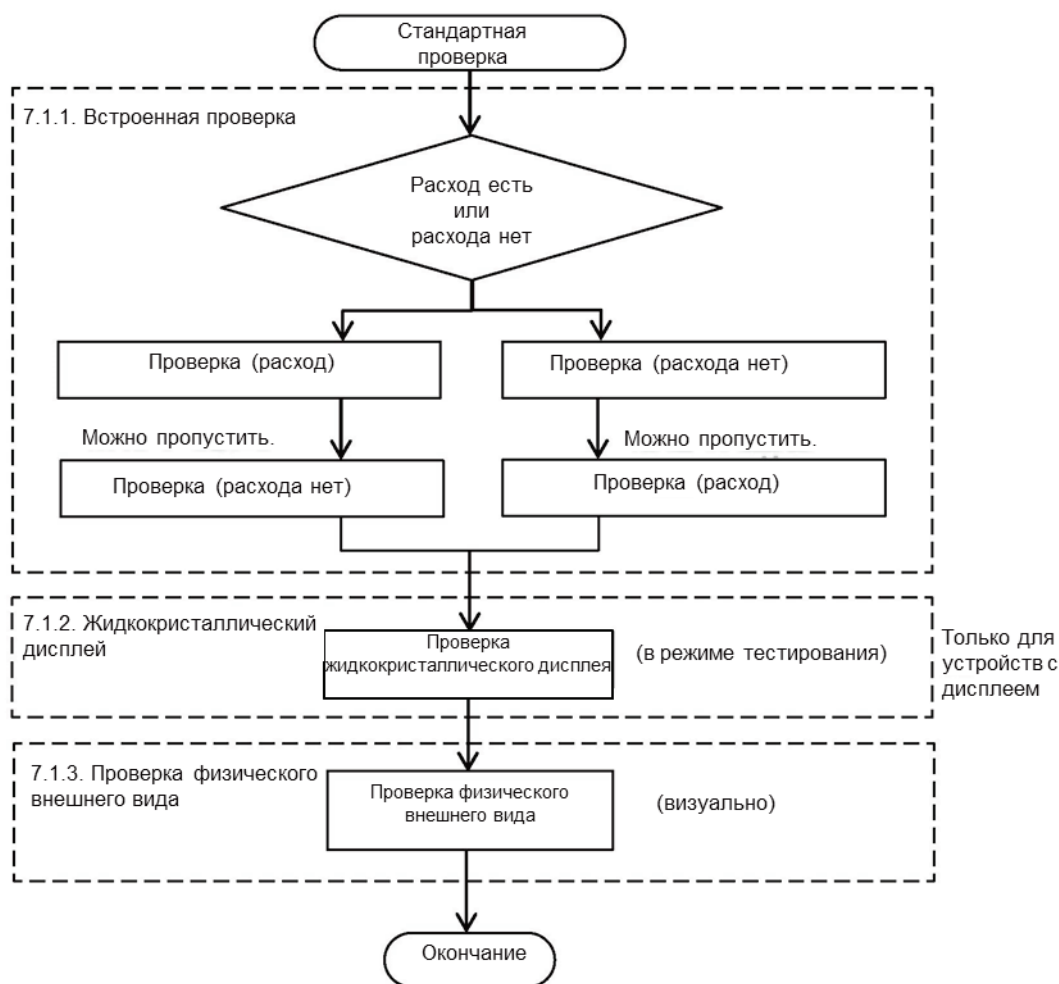 Стандартная
проверка
7.1.1. Встроенная проверка
Расход есть
или
расхода нет
Проверка (расход)
Проверка (расхода нет)
Можно пропустить.
Можно пропустить.
Проверка (расхода нет)
Проверка (расход)
7.1.2. Жидкокристаллический
дисплей
Проверка
жидкокристаллического дисплея
(в режиме тестирования)
Только для
устройств с
дисплеем
7.1.3. Проверка физического
внешнего вида
Проверка физического
внешнего вида
(визуально)
Окончание